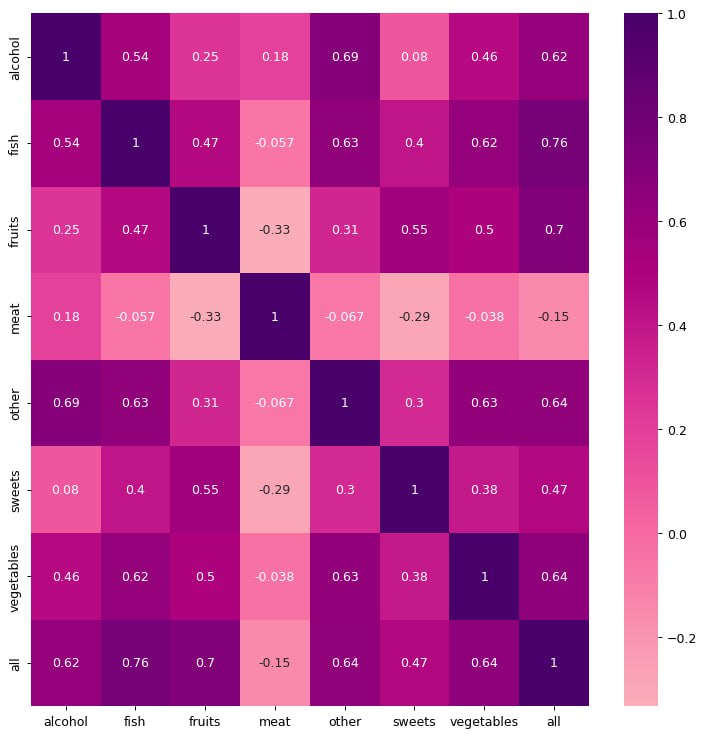 1.0
alcohol 1 0.54 0.25 0.18 0.69 0.08 0.46 0.62
0.8
fish 0.54 1 0.47 -0.057 0.63 0.4 0.62 0.76
0.6
fruits 0.25 0.47 1 -0.33 0.31 0.55 0.5 0.7
meat 0.18 -0.057 -0.33 1 -0.067 -0.29 -0.038 -0.15
0.4
other 0.69 0.63 0.31 -0.067 1 0.3 0.63 0.64
0.2
sweets 0.08 0.4 0.55 -0.29 0.3 1 0.38 0.47
0.0
vegetables 0.46 0.62 0.5 -0.038 0.63 0.38 1 0.64
−0.2
all 0.62 0.76 0.7 -0.15 0.64 0.47 0.64 1
alcohol fish fruits meat other sweets vegetables all